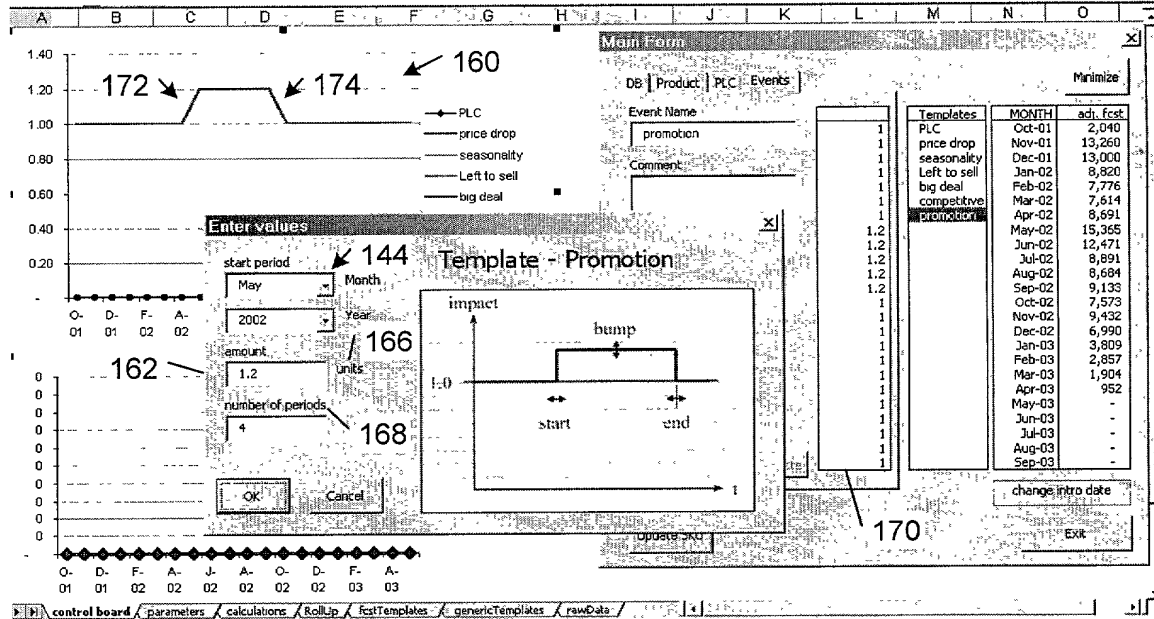 A B C D E F G H I J K L M N O
1.40
1.20
1.00
0.80
0.60
0.40
0.20
-
172
174
160
PLC
price drop
seasonality
Left to sell
big deal
O-01 D-01 F-02 A-02
Main Form
DB Product PLC Events
Minimize
Event Name
promotion
Comment
1
1
1
1
1
1
1
1.2
1.2
1.2
1.2
1.2
1
1
1
1
1
1
1
1
1
1
1
1
Templates
PLC
price drop
seasonality
Left to sell
big deal
competitive
promotion
MONTH adj. fcst
Oct-01 2,040
Nov-01 13,260
Dec-01 13,000
Jan-02 8,820
Feb-02 7,776
Mar-02 7,614
Apr-02 8,691
May-02 15,365
Jun-02 12,471
Jul-02 8,891
Aug-02 8,684
Sep-02 9,133
Oct-02 7,573
Nov-02 9,432
Dec-02 6,990
Jan-03 3,809
Feb-03 2,857
Mar-03 1,904
Apr-03 952
May-03 -
Jun-03 -
Jul-03 -
Aug-03 -
Sep-03 -
change intro date
Exit
170
Update SKU
Enter values
start period
144
May
Month
2002
Year
166
amount
162
1.2
units
number of periods
4
168
OK
Cancel
Template - Promotion
impact
bump
1.0
start
end
t
0
0
0
0
0
0
0
0
0
0
-
O-01 D-01 F-02 A-02 J-02 A-02 O-02 D-02 F-03 A-03
control board parameters calculations RollUp fcstTemplates genericTemplates rawData